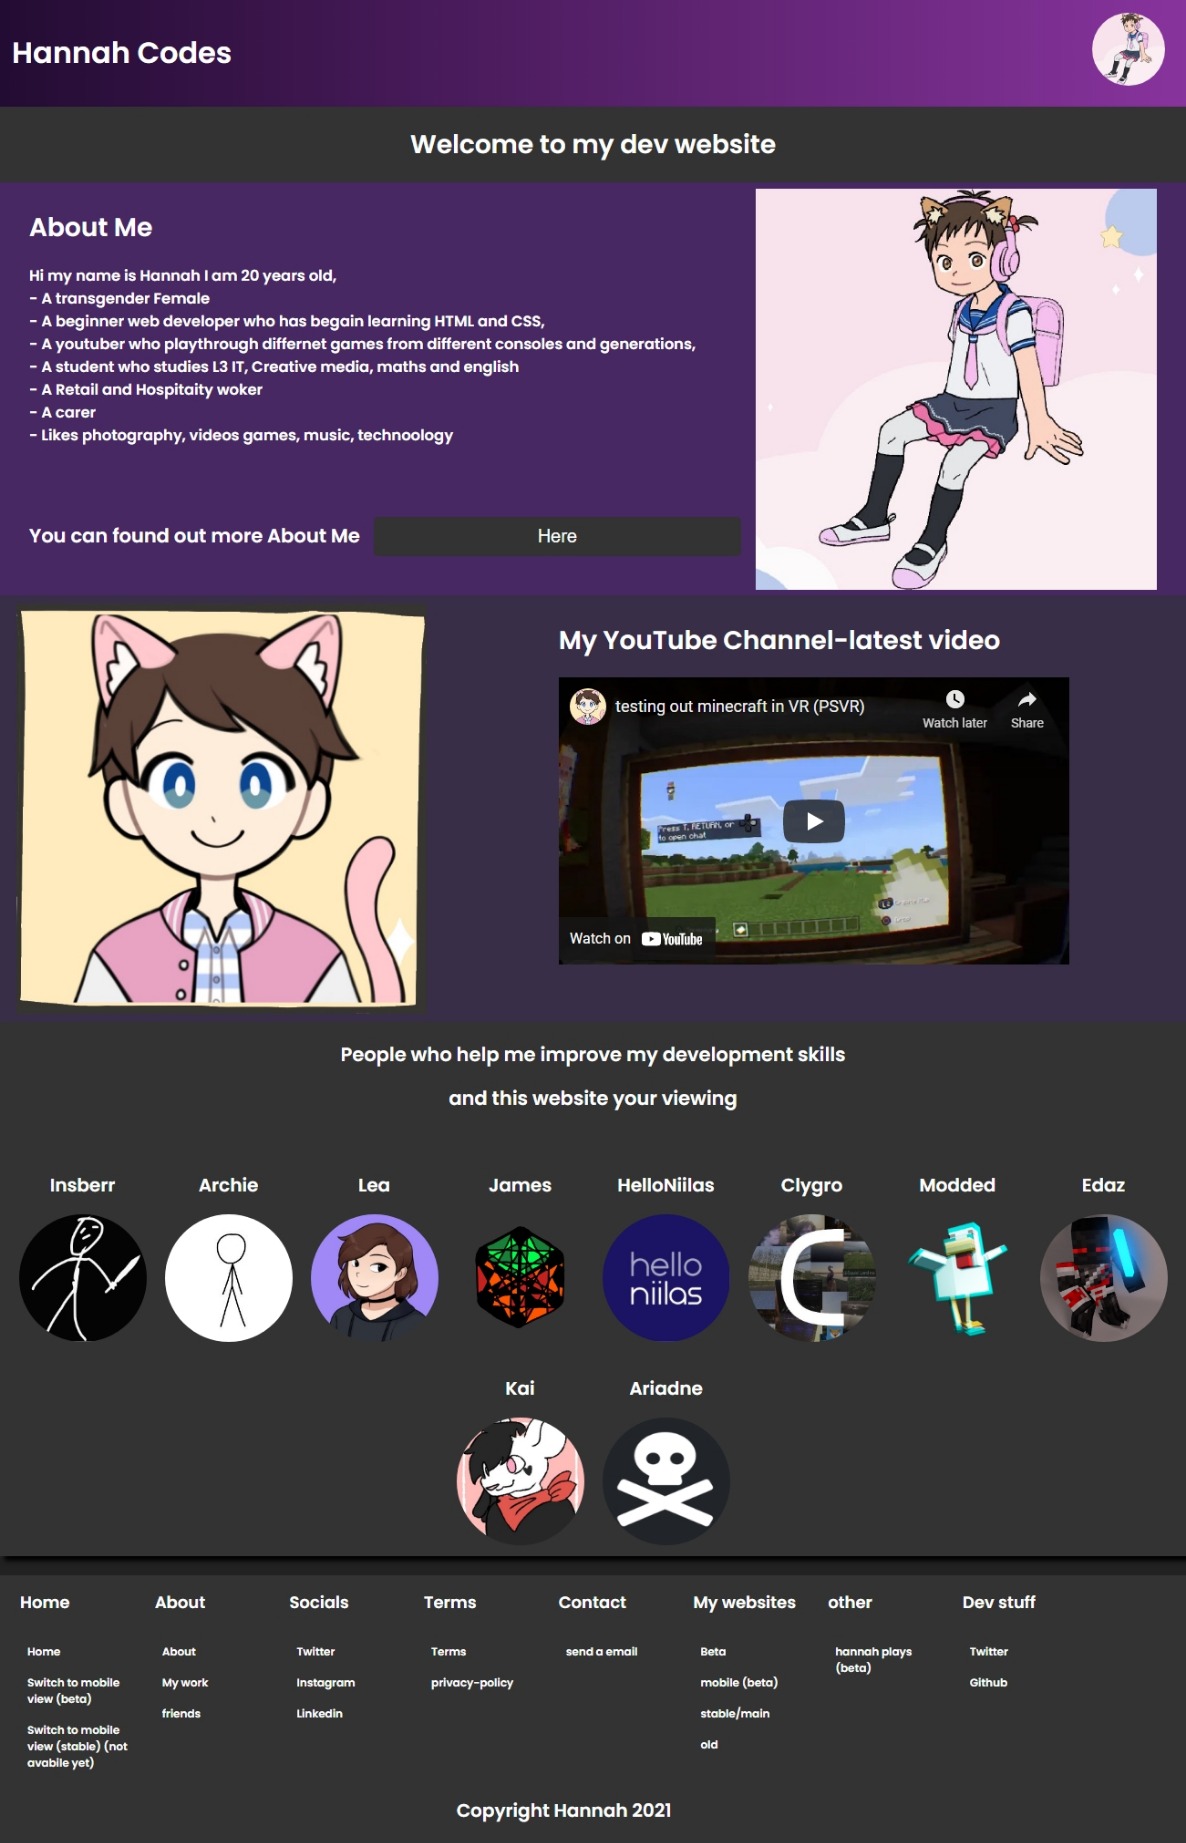 Hannah Codes
Welcome to my dev website
About Me
Hi my name is Hannah I am 20 years old,
- A transgender Female
- A beginner web developer who has begain learning HTML and CSS,
- A youtuber who playthrough differnet games from different consoles and generations,
- A student who studies L3 IT, Creative media, maths and english
- A Retail and Hospitaity woker
- A carer
- Likes photography, videos games, music, technoology
You can found out more About Me
Here
My YouTube Channel-latest video
testing out minecraft in VR (PSVR)
Watch later
Share
Press T, RETURN, or
to open chat
Watch on YouTube
People who help me improve my development skills
and this website your viewing
Insberr
Archie
Lea
James
HelloNiilas
Clygro
Modded
Edaz
hello
niilas
C
Kai
Ariadne
Home
About
Socials
Terms
Contact
My websites
other
Dev stuff
Home
Switch to mobile
view (beta)
Switch to mobile
view (stable) (not
avabile yet)
About
My work
friends
Twitter
Instagram
Linkedin
Terms
privacy-policy
send a email
Beta
mobile (beta)
stable/main
old
hannah plays
(beta)
Twitter
Github
Copyright Hannah 2021